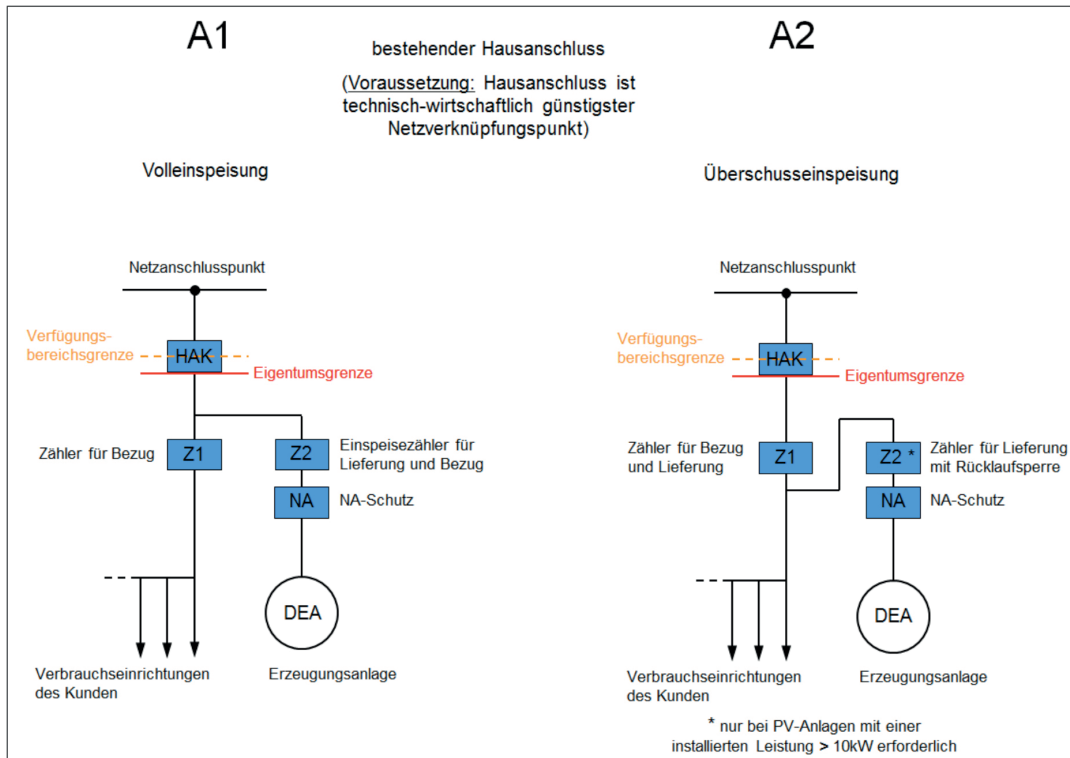 A1
A2
bestehender Hausanschluss
(Voraussetzung: Hausanschluss ist
technisch-wirtschaftlich günstigster
Netzverknüpfungspunkt)
Volleinspeisung
Netzanschlusspunkt
Verfügungs-
bereichsgrenze
HAK
Eigentumsgrenze
Zähler für Bezug
Z1
Z2
Einspeisezähler für
Lieferung und Bezug
NA
NA-Schutz
DEA
Verbrauchseinrichtungen
des Kunden
Erzeugungsanlage
Überschusseinspeisung
Netzanschlusspunkt
Verfügungs-
bereichsgrenze
HAK
Eigentumsgrenze
Zähler für Bezug
und Lieferung
Z1
Z2 *
Zähler für Lieferung
mit Rücklaufsperre
NA
NA-Schutz
DEA
Verbrauchseinrichtungen
des Kunden
Erzeugungsanlage
* nur bei PV-Anlagen mit einer
installierten Leistung > 10kW erforderlich